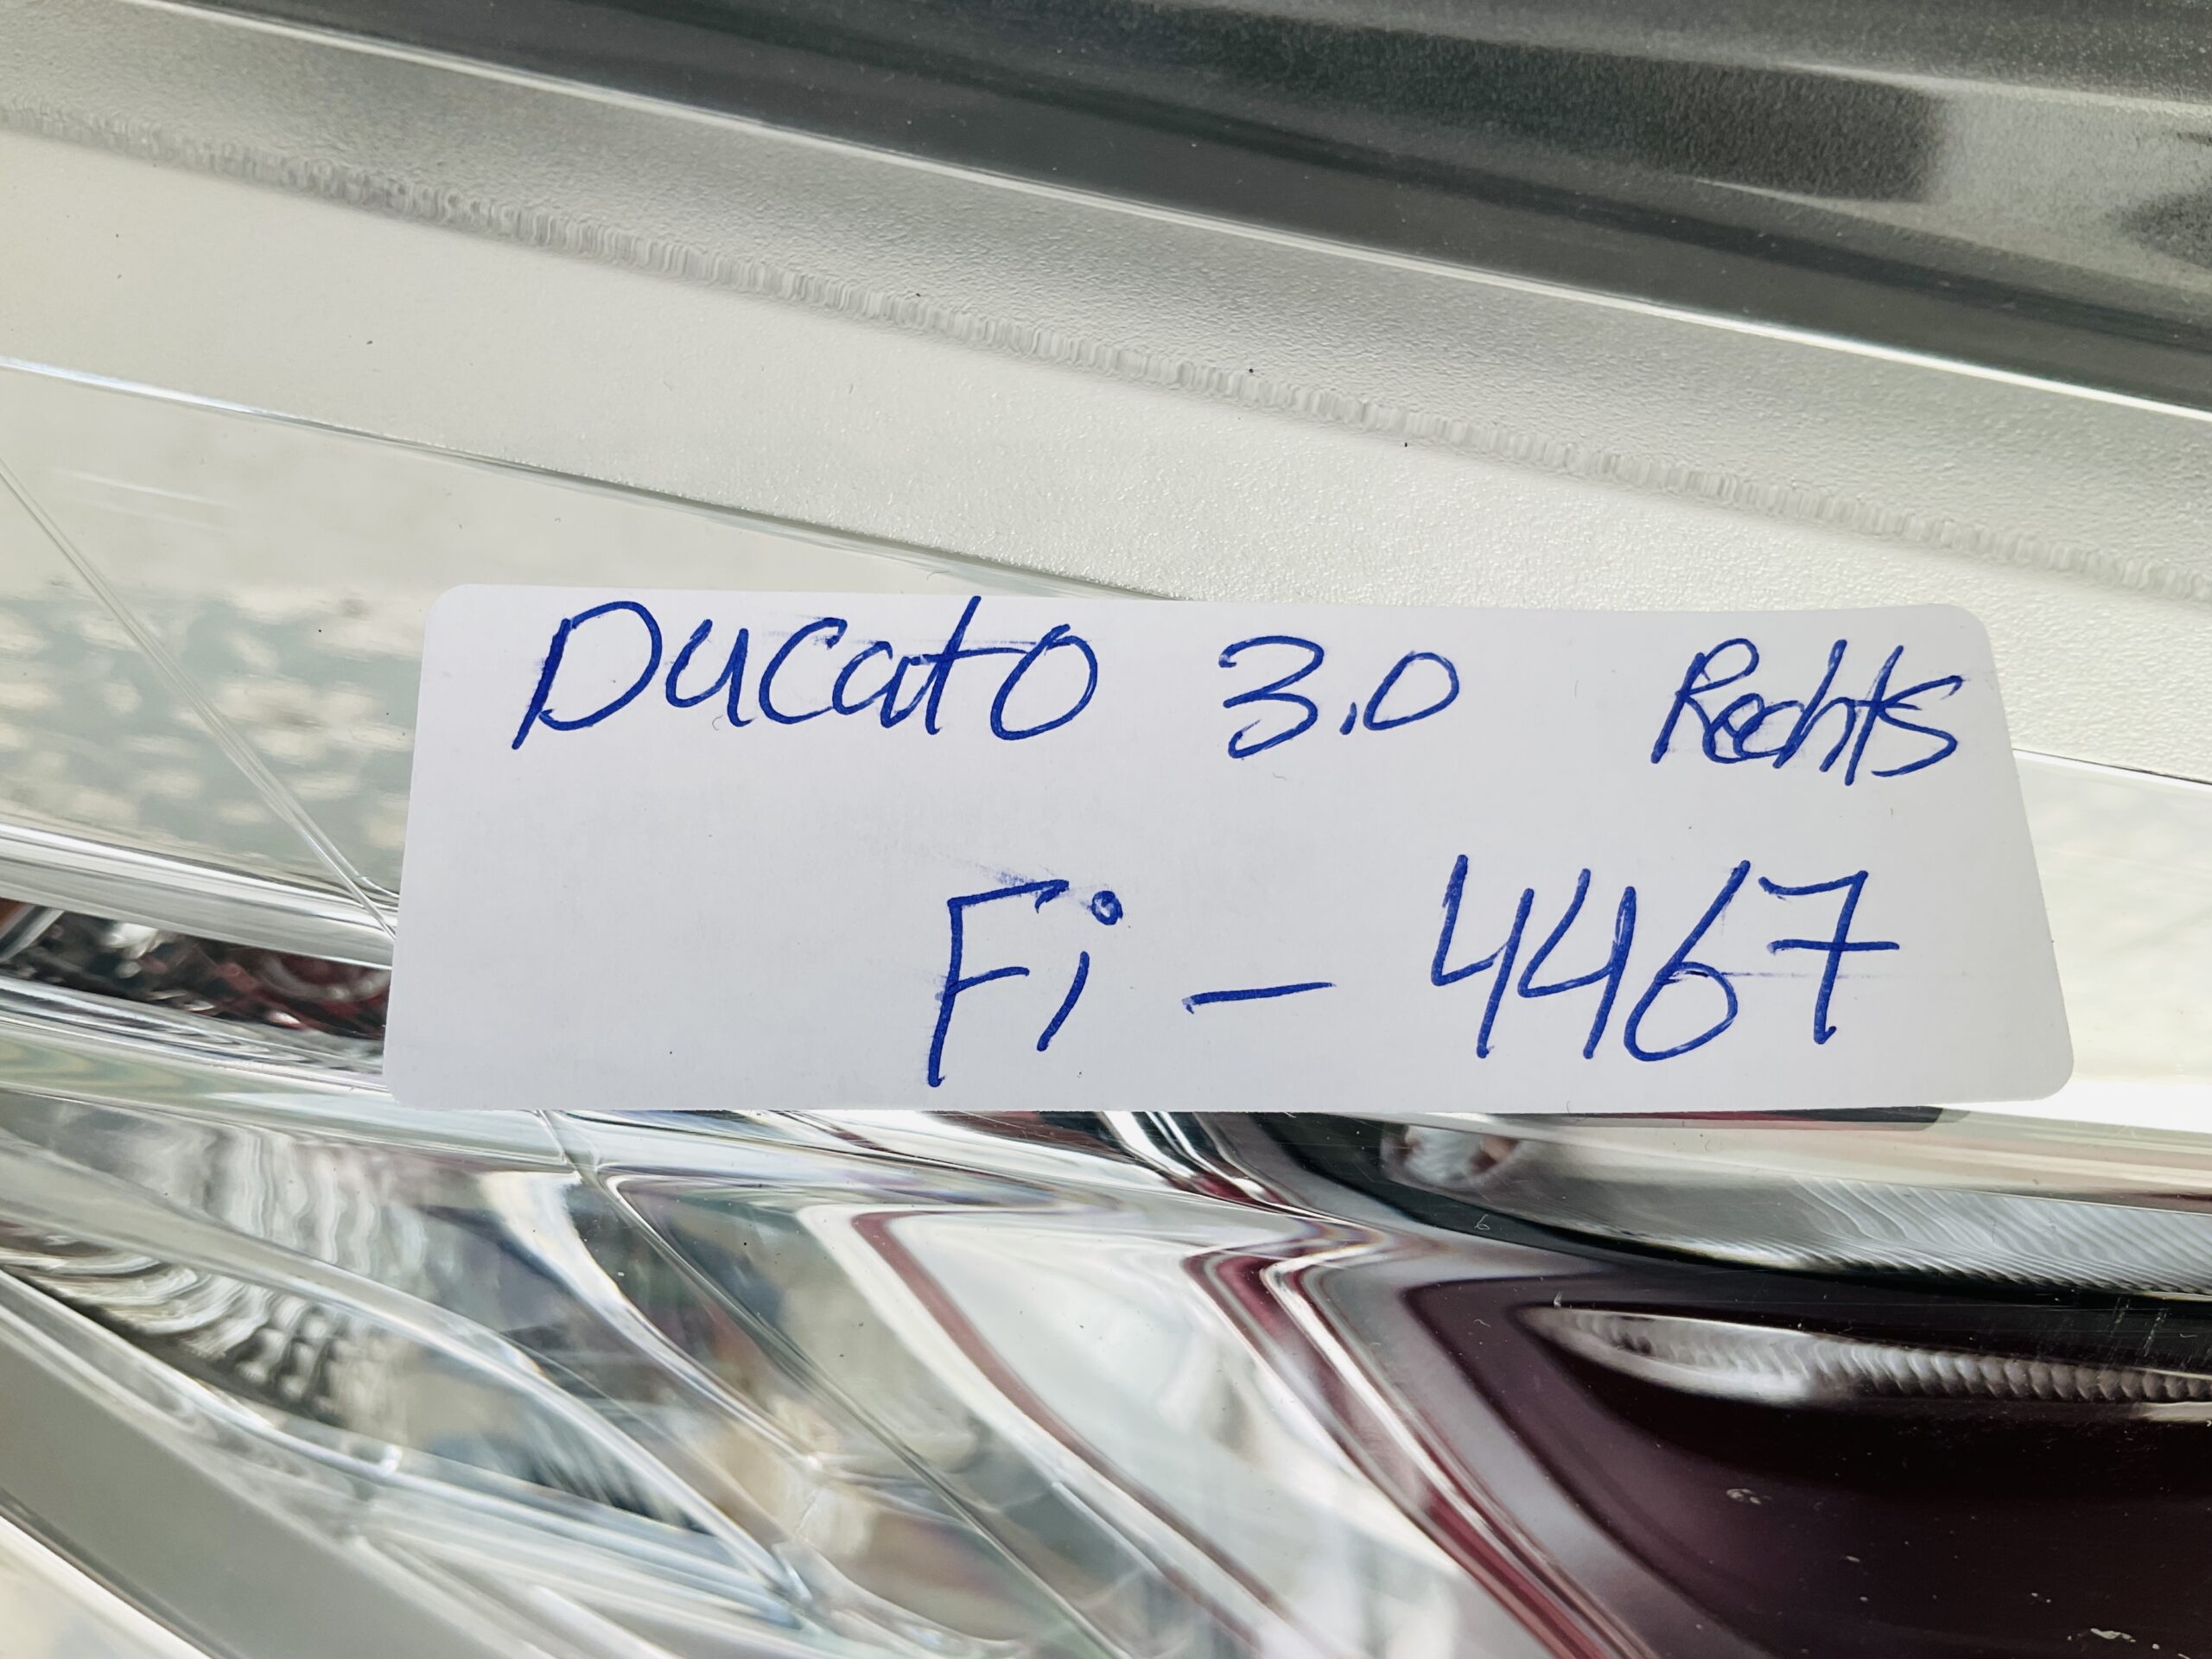 Ducato 3.0 Rechts
Fi - 4467